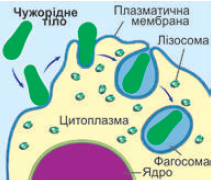 Чужорідне
тіло
Плазматична
мембрана
Лізосома
Цитоплазма
Фагосома
Ядро